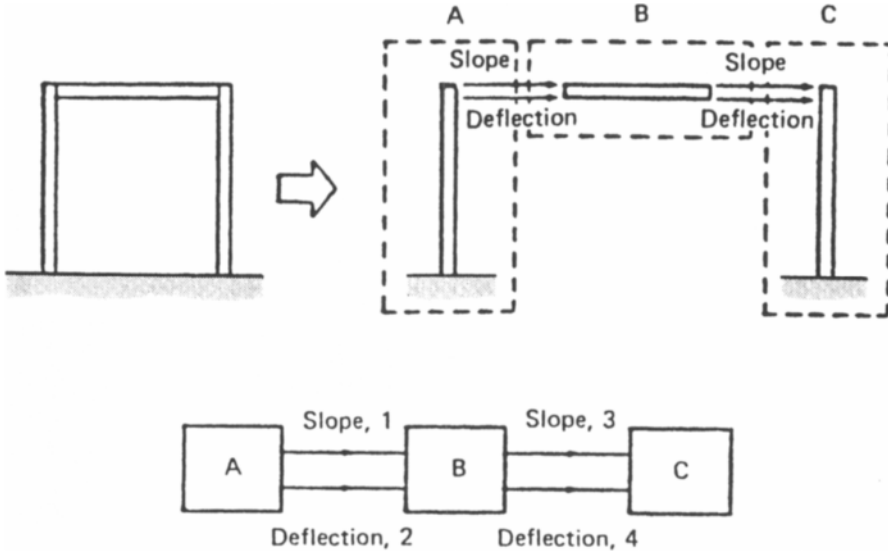 A B C
Slope Slope
Deflection Deflection
Slope, 1 Slope, 3
A B C
Deflection, 2 Deflection, 4